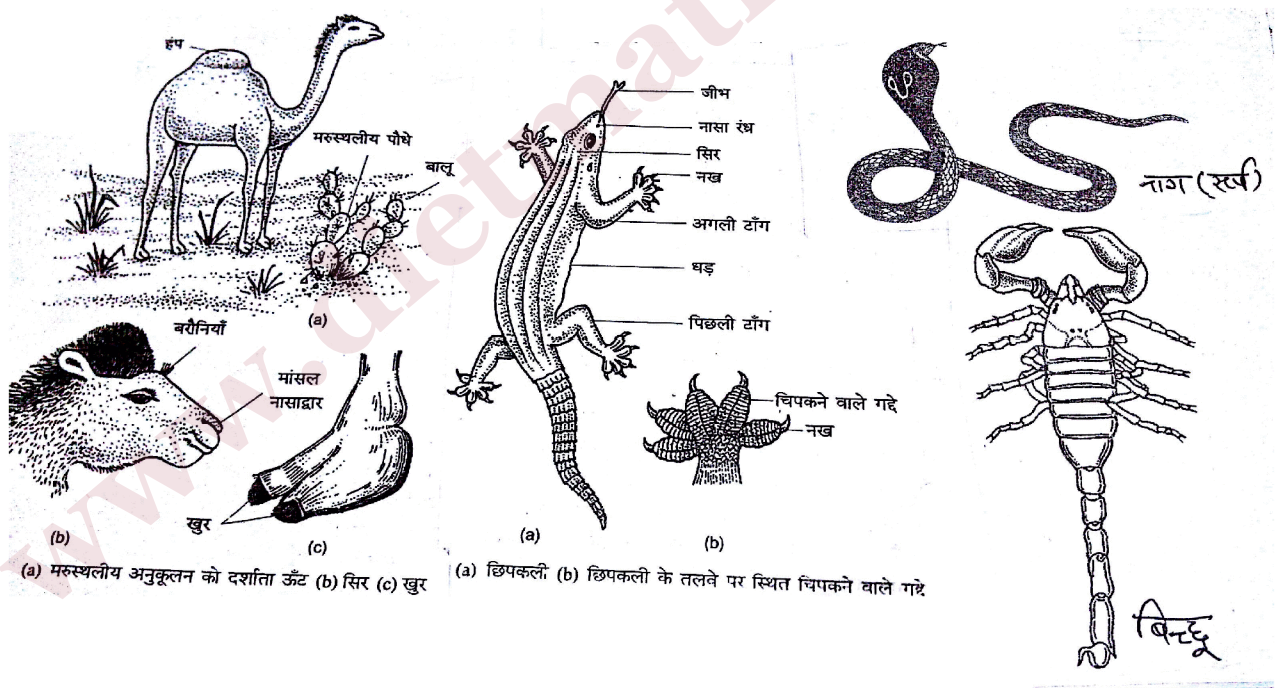 हंप
मरुस्थलीय पौधे
बालू
(a)
बरौनियाँ
मांसल
नासाद्वार
खुर
(b)
(c)
(a) मरुस्थलीय अनुकूलन को दर्शाता ऊँट (b) सिर (c) खुर
जीभ
नासा रंध्र
सिर
नख
अगली टाँग
धड़
पिछली टाँग
चिपकने वाले गद्दे
नख
(a)
(b)
(a) छिपकली (b) छिपकली के तलवे पर स्थित चिपकने वाले गद्दे
नाग (सर्प)
बिच्छू